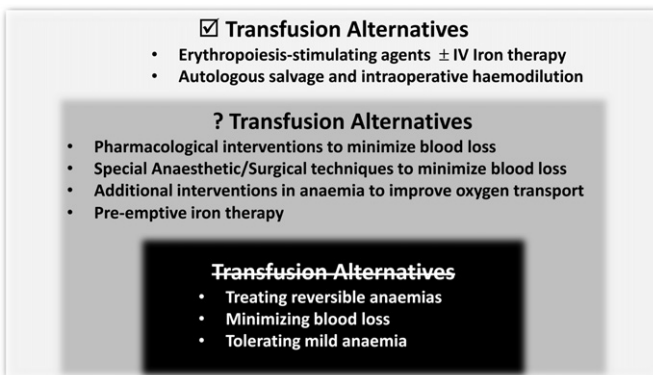 ☑ Transfusion Alternatives
• Erythropoiesis-stimulating agents ± IV Iron therapy
• Autologous salvage and intraoperative haemodilution
? Transfusion Alternatives
• Pharmacological interventions to minimize blood loss
• Special Anaesthetic/Surgical techniques to minimize blood loss
• Additional interventions in anaemia to improve oxygen transport
• Pre-emptive iron therapy
Transfusion Alternatives
• Treating reversible anaemias
• Minimizing blood loss
• Tolerating mild anaemia